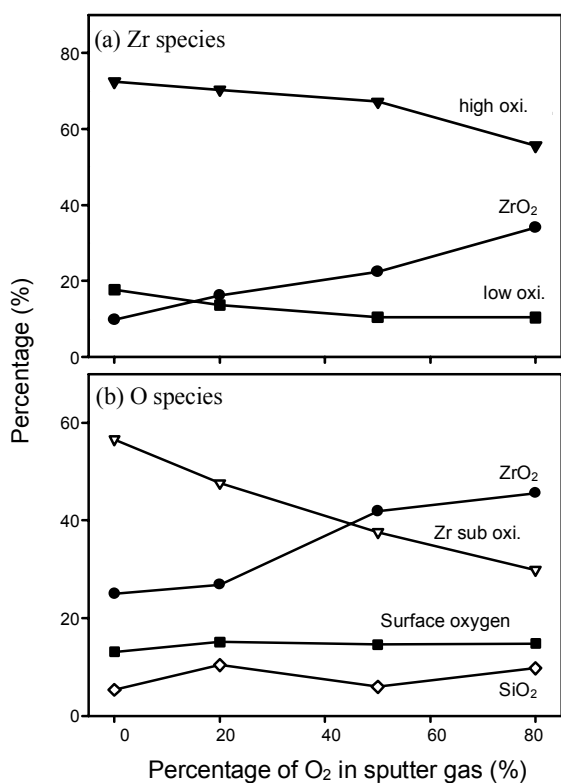 (a) Zr species
80
high oxi.
60
40
ZrO₂
20
low oxi.
0
Percentage (%)
(b) O species
60
ZrO₂
40
Zr sub oxi.
20
Surface oxygen
SiO₂
0
0 20 40 60 80
Percentage of O₂ in sputter gas (%)